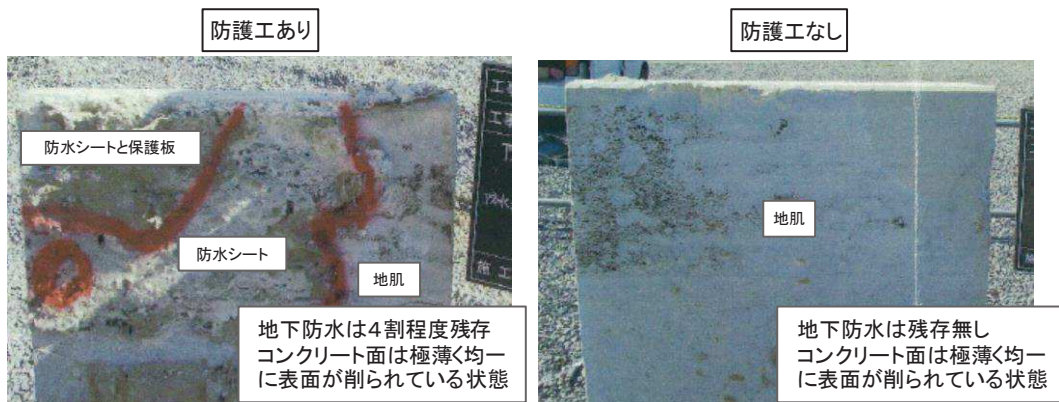 防護工あり
防護工なし
防水シートと保護板
防水シート
地肌
地下防水は４割程度残存
コンクリート面は極薄く均一
に表面が削られている状態
地肌
地下防水は残存無し
コンクリート面は極薄く均一
に表面が削られている状態